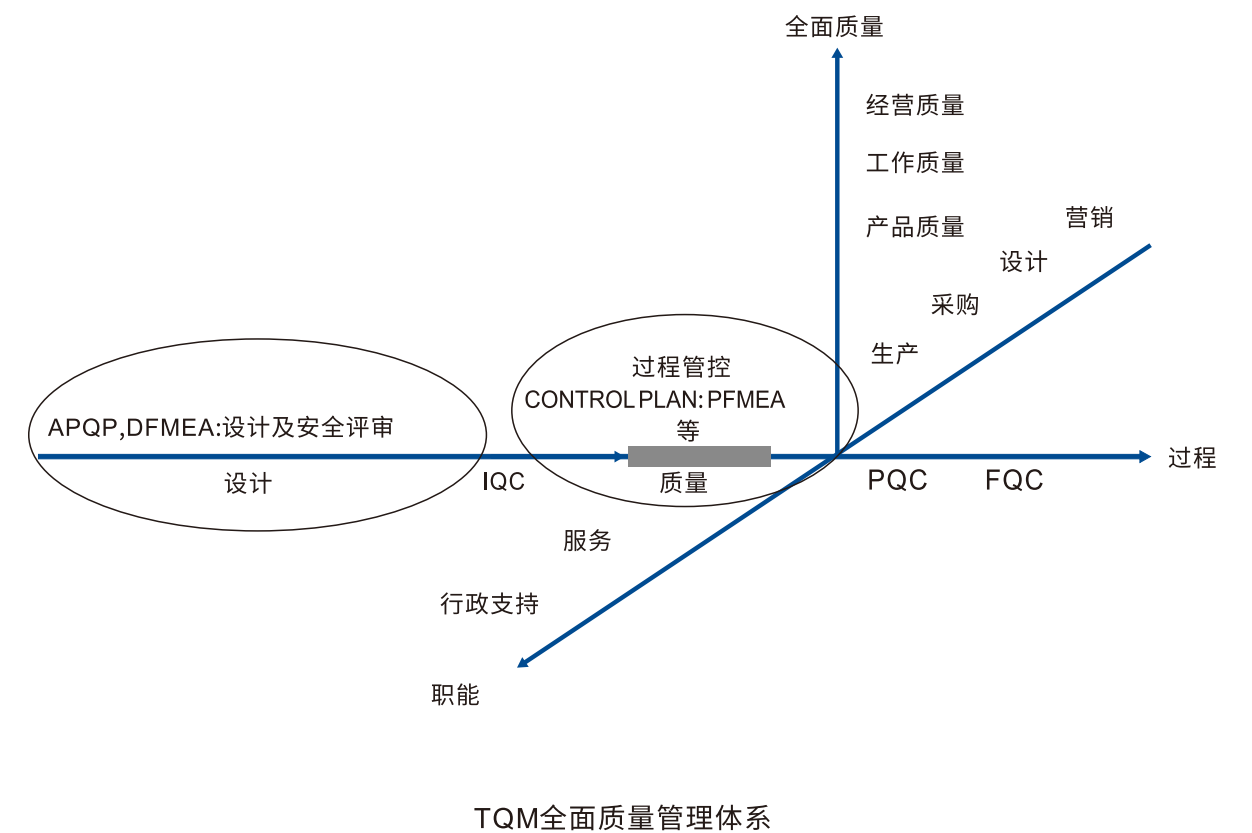 全面质量
经营质量
工作质量
产品质量
营销
设计
采购
生产
过程管控
CONTROL PLAN: PFMEA
等
APQP,DFMEA:设计及安全评审
设计
IQC
质量
PQC
FQC
过程
服务
行政支持
职能
TQM全面质量管理体系